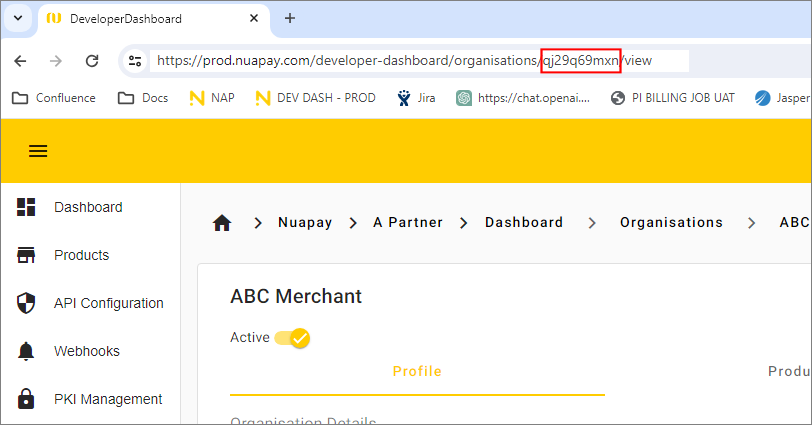 DeveloperDashboard
https://prod.nuapay.com/developer-dashboard/organisations/qj29q69mxn/view
Confluence Docs NAP DEV DASH - PROD Jira https://chat.openai.... PI BILLING JOB UAT Jasper
Dashboard
Products
API Configuration
Webhooks
PKI Management
Nuapay A Partner Dashboard Organisations ABC
ABC Merchant
Active
Profile Produ
Organisation Details